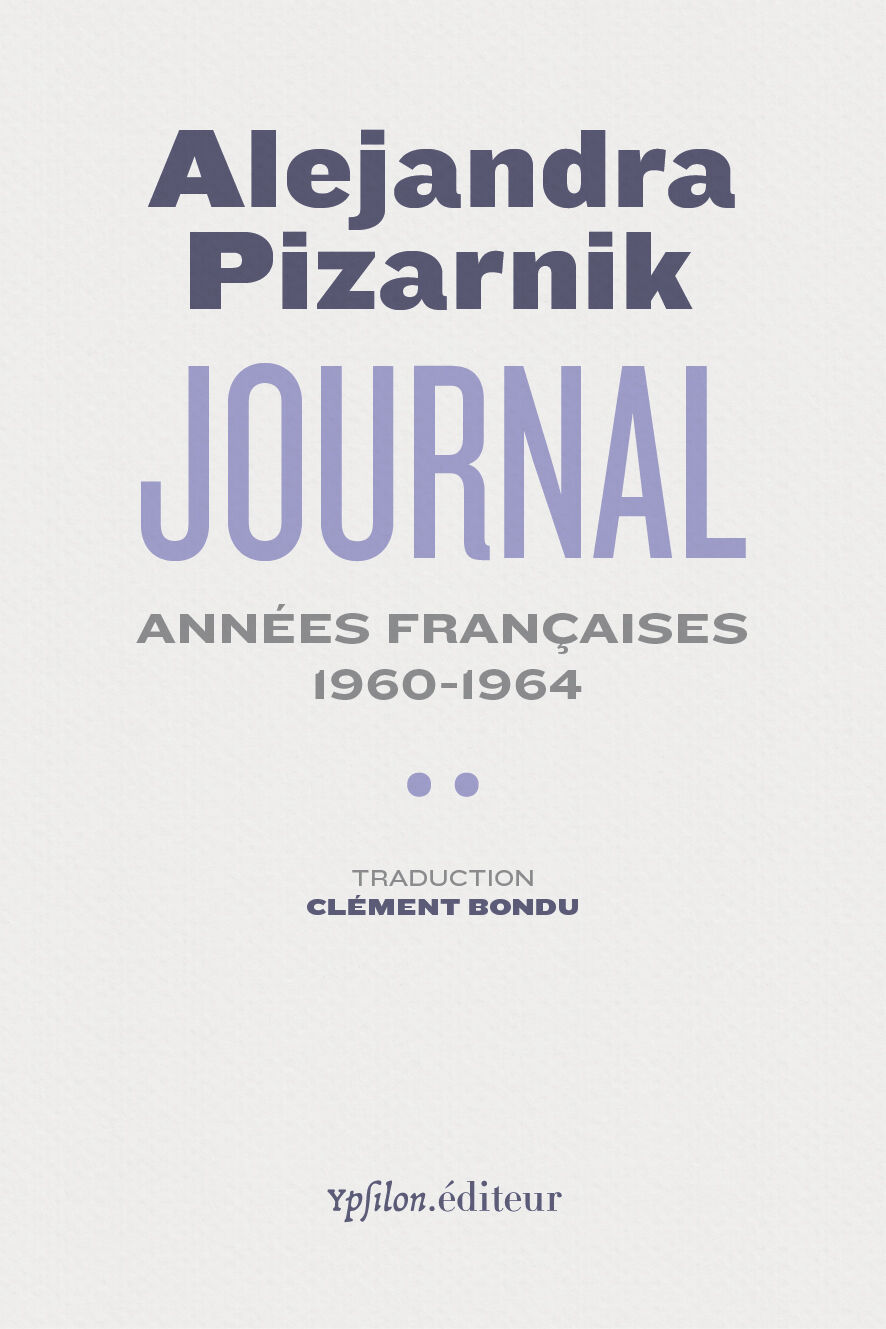 Alejandra
Pizarnik
JOURNAL
ANNÉES FRANÇAISES
1960-1964
TRADUCTION
CLÉMENT BONDU
Ypſilon.éditeur